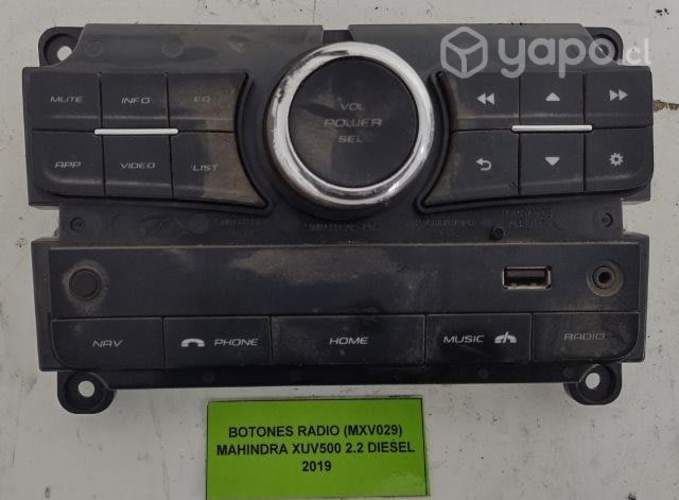 yapo.cl
MUTE INFO EQ
VOL
POWER
SEL
APP VIDEO LIST
NAV PHONE HOME MUSIC RADIO
BOTONES RADIO (MXV029)
MAHINDRA XUV500 2.2 DIESEL
2019